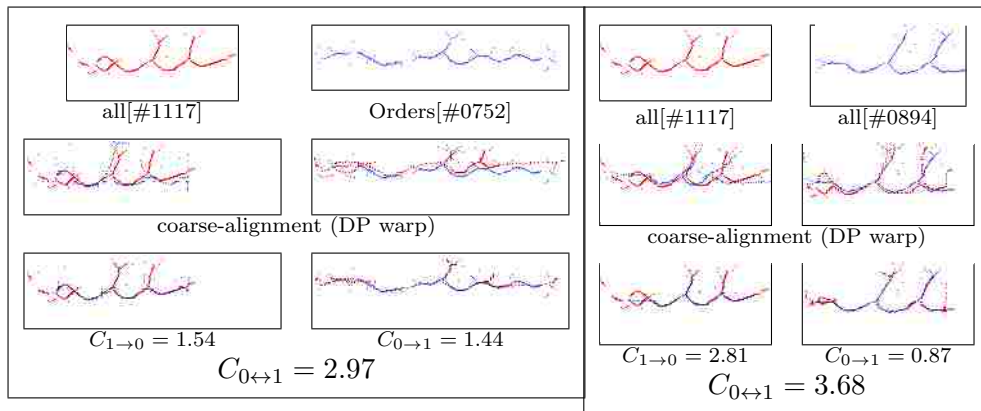 all[#1117]
Orders[#0752]
coarse-alignment (DP warp)
C1→0 = 1.54
C0→1 = 1.44
C0↔1 = 2.97
all[#1117]
all[#0894]
coarse-alignment (DP warp)
C1→0 = 2.81
C0→1 = 0.87
C0↔1 = 3.68